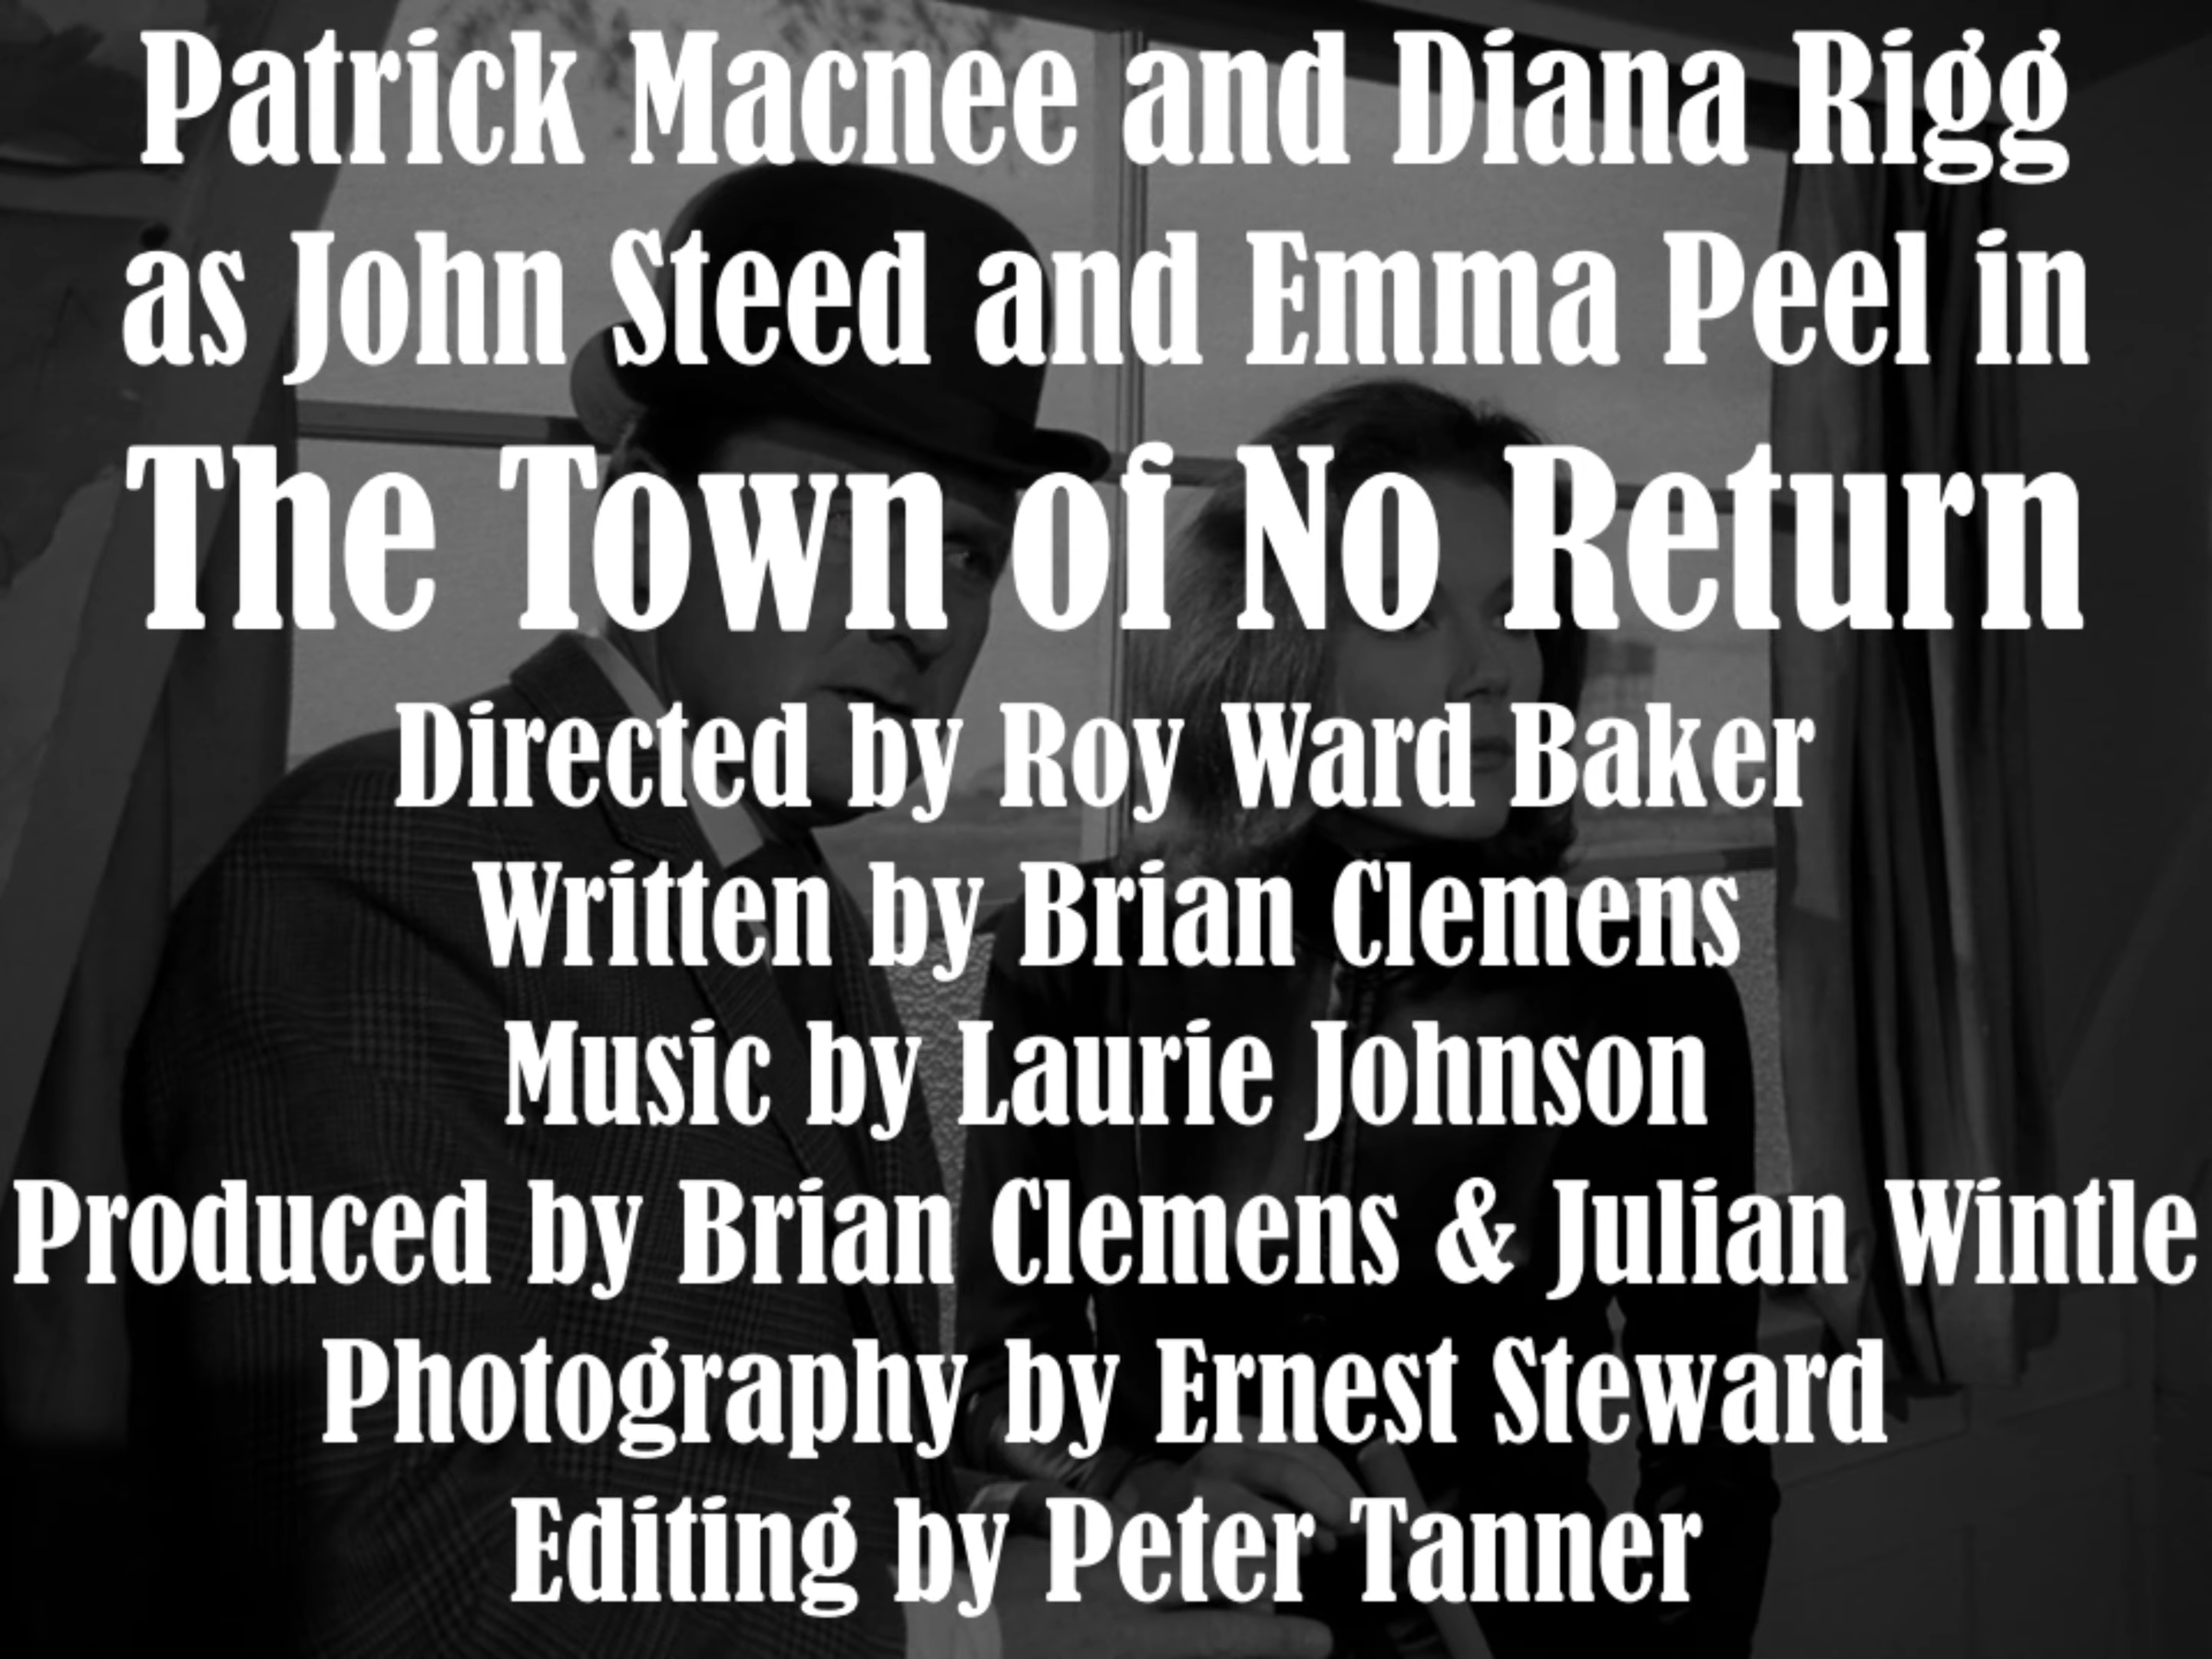 Patrick Macnee and Diana Rigg
as John Steed and Emma Peel in
The Town of No Return
Directed by Roy Ward Baker
Written by Brian Clemens
Music by Laurie Johnson
Produced by Brian Clemens & Julian Wintle
Photography by Ernest Steward
Editing by Peter Tanner